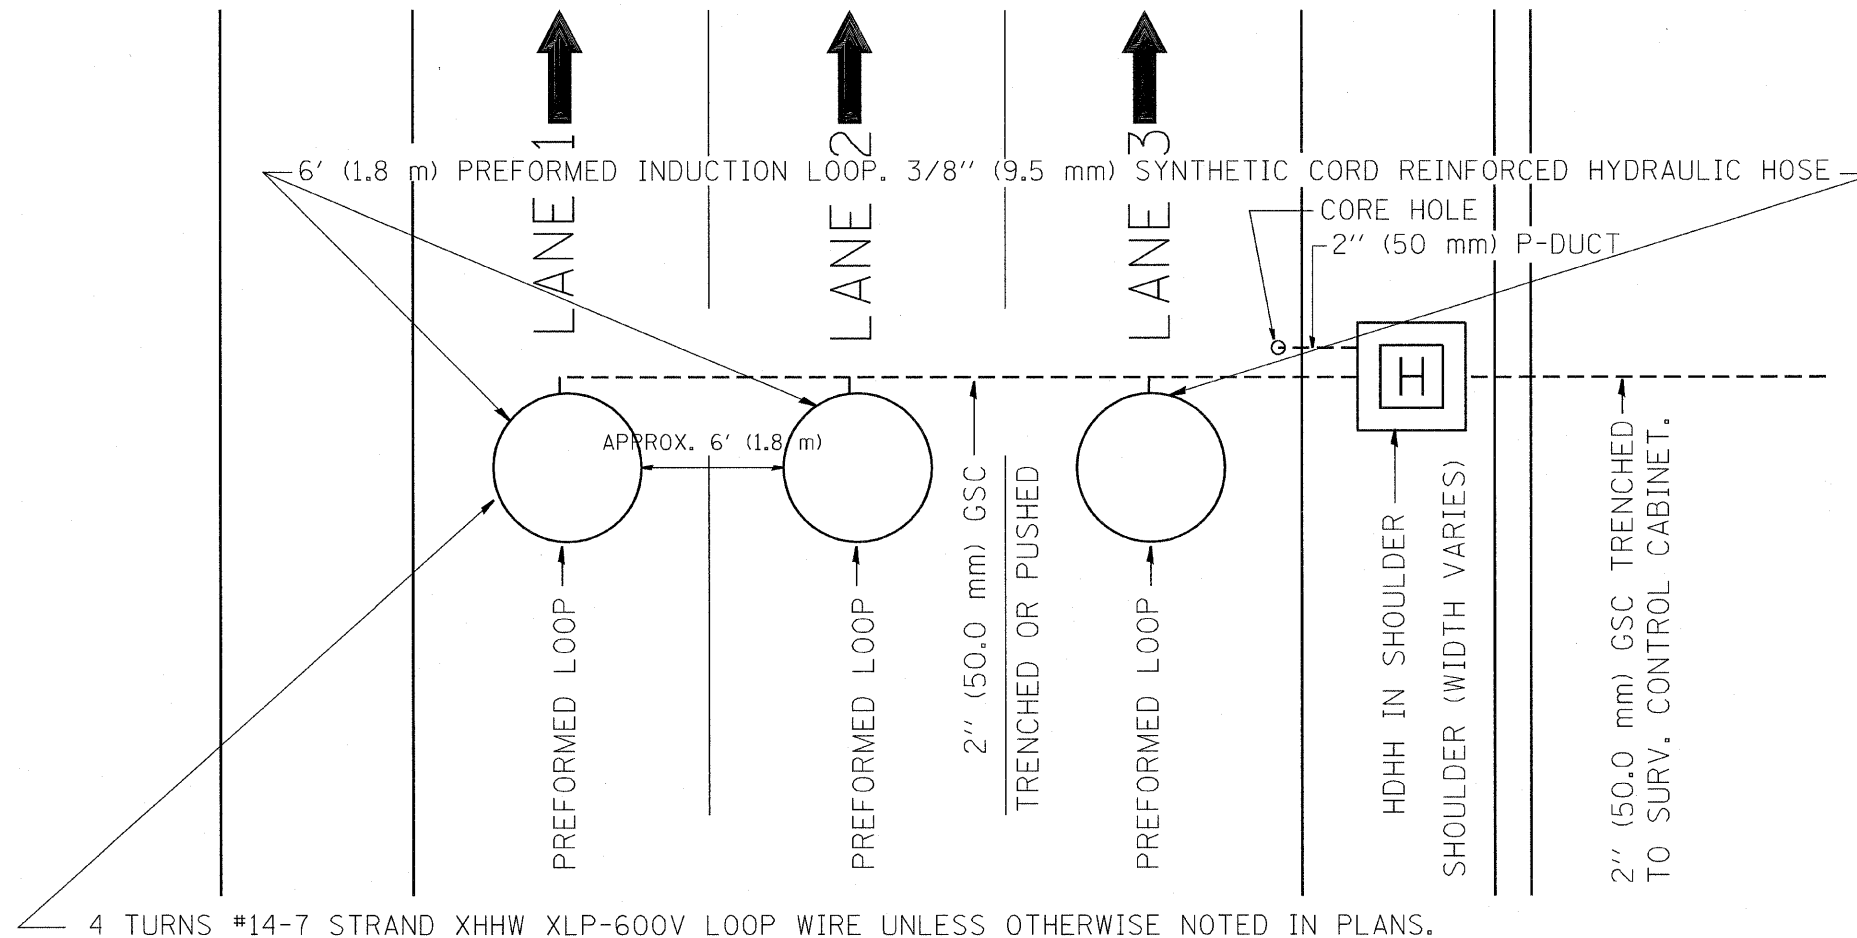 LANE 1
LANE 2
LANE 3
6' (1.8 m) PREFORMED INDUCTION LOOP. 3/8'' (9.5 mm) SYNTHETIC CORD REINFORCED HYDRAULIC HOSE
CORE HOLE
2'' (50 mm) P-DUCT
H
APPROX. 6' (1.8 m)
PREFORMED LOOP
PREFORMED LOOP
2'' (50.0 mm) GSC
TRENCHED OR PUSHED
PREFORMED LOOP
HDHH IN SHOULDER
SHOULDER (WIDTH VARIES)
2'' (50.0 mm) GSC TRENCHED
TO SURV. CONTROL CABINET.
4 TURNS #14-7 STRAND XHHW XLP-600V LOOP WIRE UNLESS OTHERWISE NOTED IN PLANS.